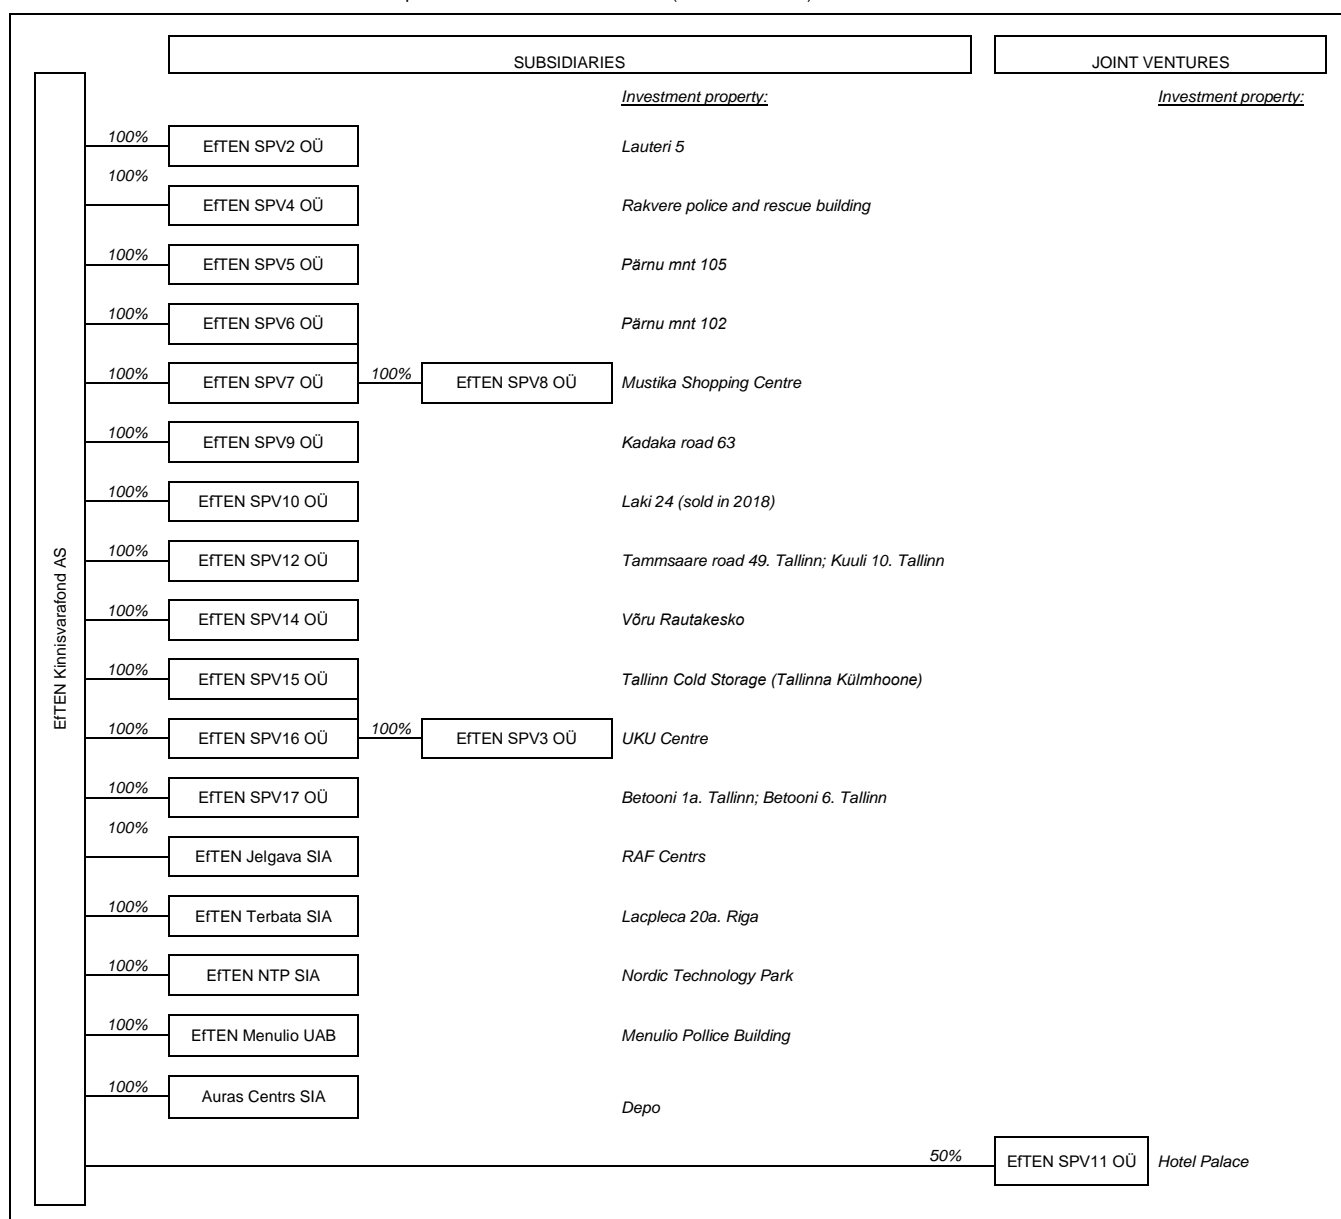 SUBSIDIARIES
JOINT VENTURES
Investment property:
Investment property:
EfTEN Kinnisvarafond AS
100%
EfTEN SPV2 OÜ
Lauteri 5
100%
EfTEN SPV4 OÜ
Rakvere police and rescue building
100%
EfTEN SPV5 OÜ
Pärnu mnt 105
100%
EfTEN SPV6 OÜ
Pärnu mnt 102
100%
EfTEN SPV7 OÜ
100%
EfTEN SPV8 OÜ
Mustika Shopping Centre
100%
EfTEN SPV9 OÜ
Kadaka road 63
100%
EfTEN SPV10 OÜ
Laki 24 (sold in 2018)
100%
EfTEN SPV12 OÜ
Tammsaare road 49. Tallinn; Kuuli 10. Tallinn
100%
EfTEN SPV14 OÜ
Võru Rautakesko
100%
EfTEN SPV15 OÜ
Tallinn Cold Storage (Tallinna Külmhoone)
100%
EfTEN SPV16 OÜ
100%
EfTEN SPV3 OÜ
UKU Centre
100%
EfTEN SPV17 OÜ
Betooni 1a. Tallinn; Betooni 6. Tallinn
100%
EfTEN Jelgava SIA
RAF Centrs
100%
EfTEN Terbata SIA
Lacpleca 20a. Riga
100%
EfTEN NTP SIA
Nordic Technology Park
100%
EfTEN Menulio UAB
Menulio Pollice Building
100%
Auras Centrs SIA
Depo
50%
EfTEN SPV11 OÜ
Hotel Palace